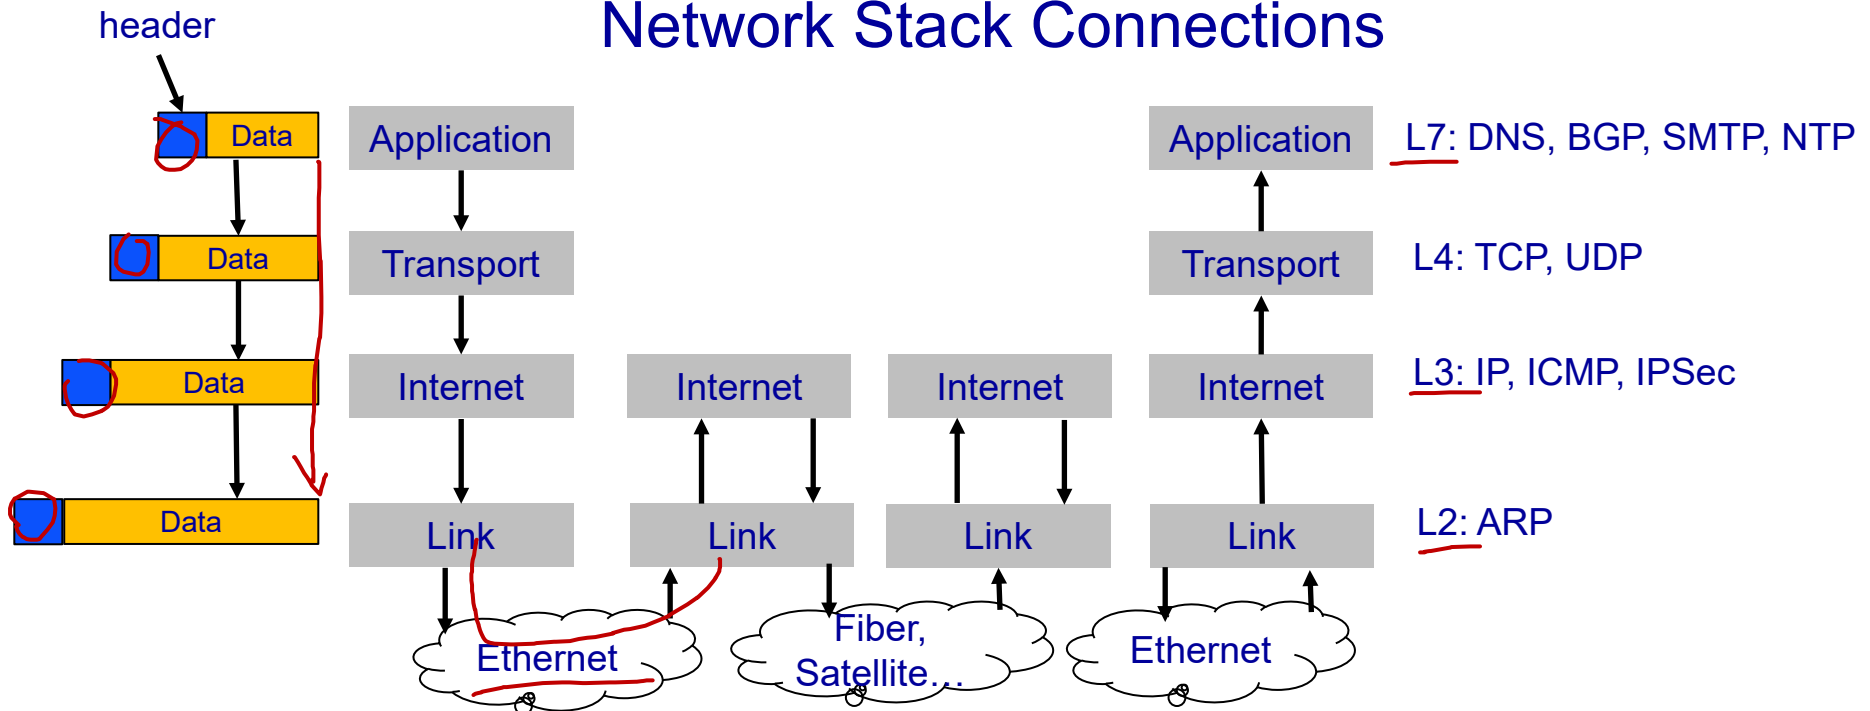 Network Stack Connections
header
Data
Application
Application
L7: DNS, BGP, SMTP, NTP
Data
Transport
Transport
L4: TCP, UDP
Data
Internet
Internet
Internet
Internet
L3: IP, ICMP, IPSec
Data
Link
Link
Link
Link
L2: ARP
Ethernet
Fiber,
Satellite…
Ethernet